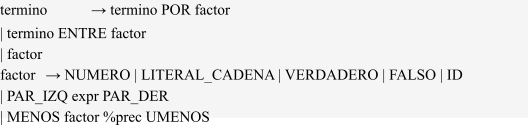 termino → termino POR factor
| termino ENTRE factor
| factor
factor → NUMERO | LITERAL_CADENA | VERDADERO | FALSO | ID
| PAR_IZQ expr PAR_DER
| MENOS factor %prec UMENOS